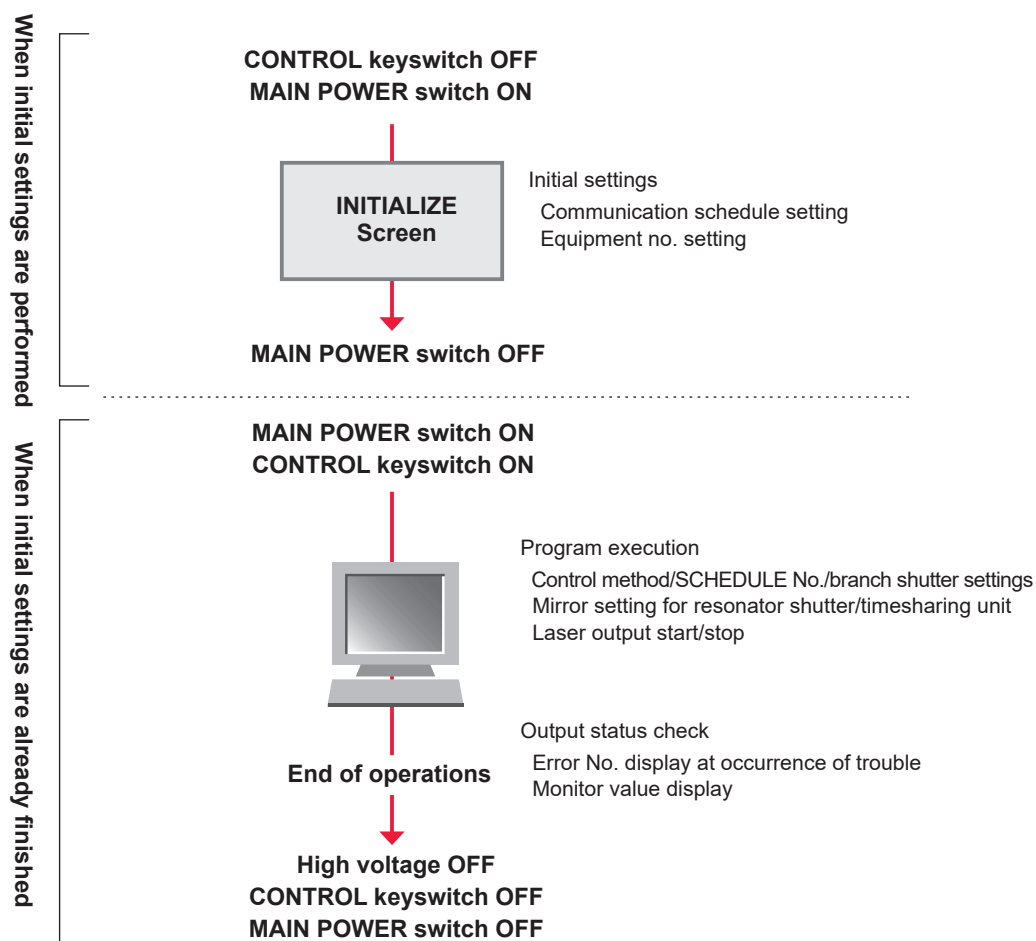 When initial settings are performed
CONTROL keyswitch OFF
MAIN POWER switch ON
INITIALIZE
Screen
Initial settings
Communication schedule setting
Equipment no. setting
MAIN POWER switch OFF
When initial settings are already finished
MAIN POWER switch ON
CONTROL keyswitch ON
Program execution
Control method/SCHEDULE No./branch shutter settings
Mirror setting for resonator shutter/timesharing unit
Laser output start/stop
Output status check
Error No. display at occurrence of trouble
Monitor value display
End of operations
High voltage OFF
CONTROL keyswitch OFF
MAIN POWER switch OFF